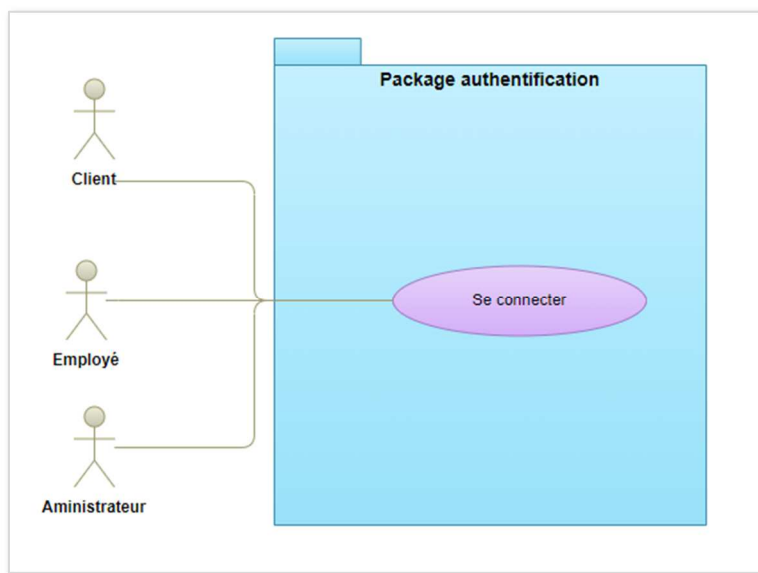 Package authentification
Client
Se connecter
Employé
Aministrateur